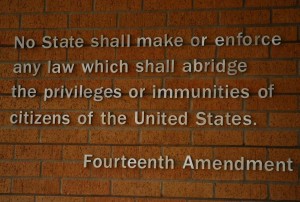 No State shall make or enforce
any law which shall abridge
the privileges or immunities of
citizens of the United States.
Fourteenth Amendment